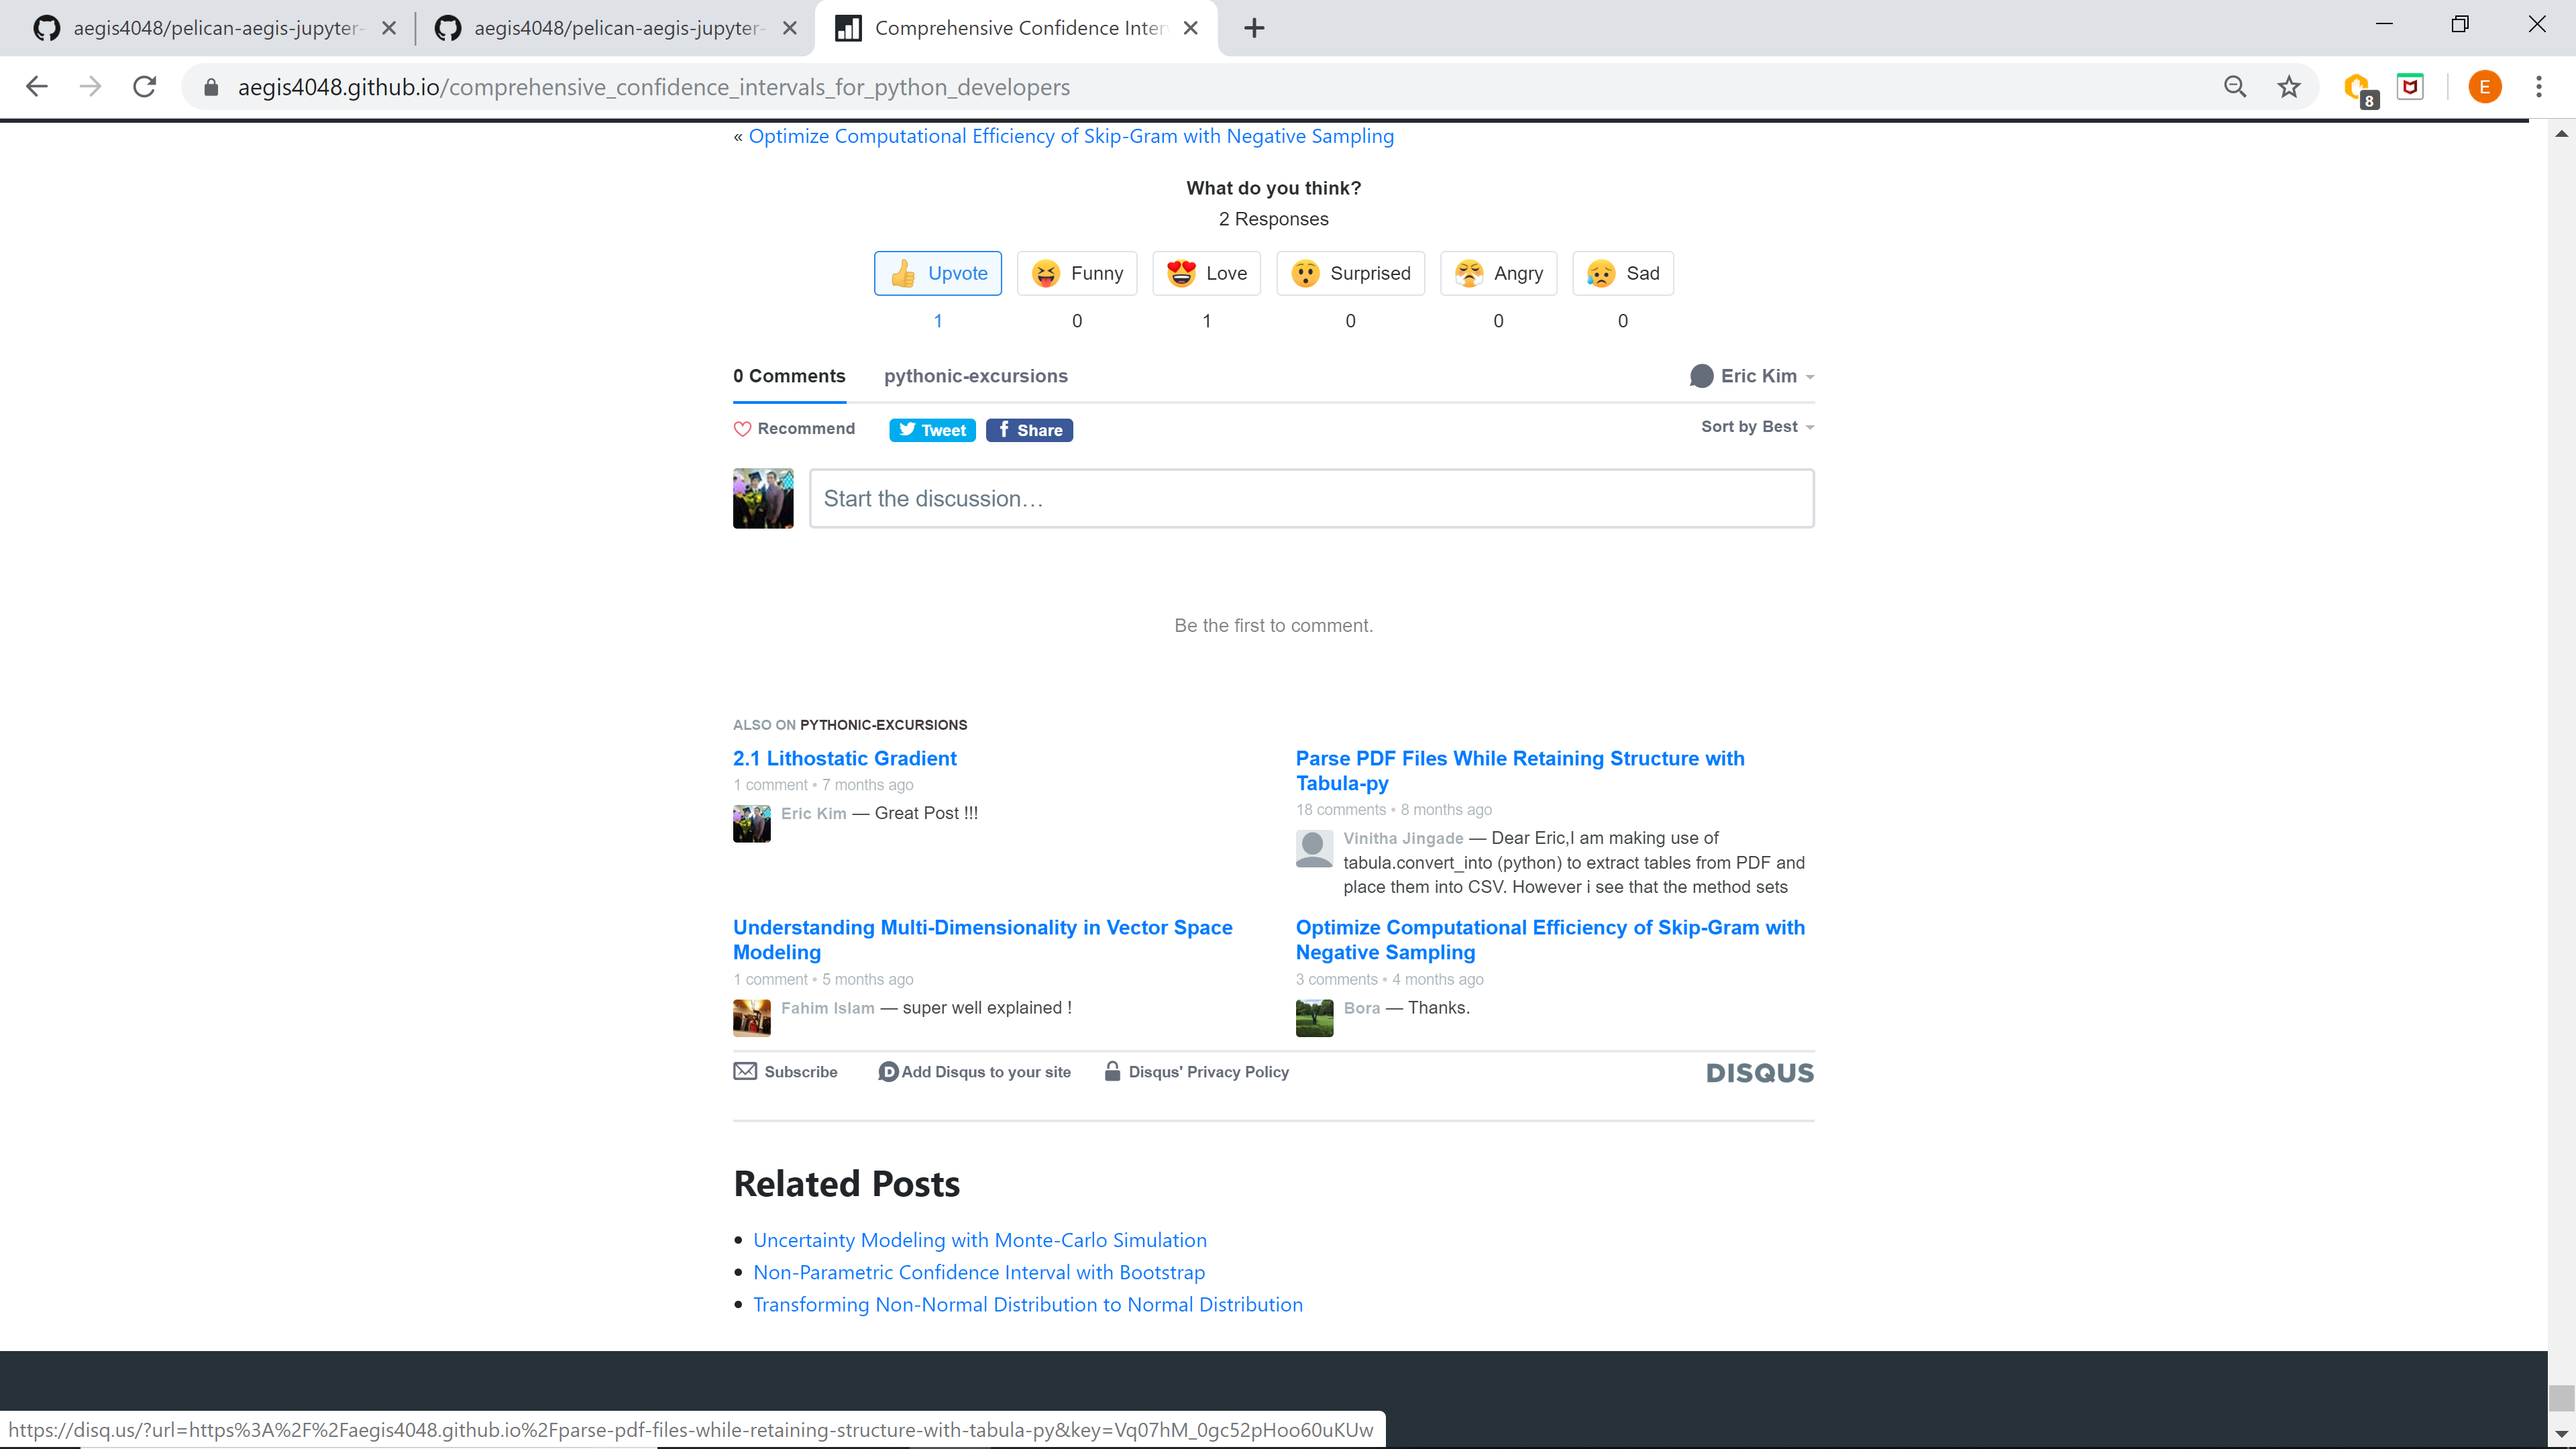 aegis4048/pelican-aegis-jupyter-
aegis4048/pelican-aegis-jupyter-
Comprehensive Confidence Inter
aegis4048.github.io/comprehensive_confidence_intervals_for_python_developers
8
E
« Optimize Computational Efficiency of Skip-Gram with Negative Sampling
What do you think?
2 Responses
Upvote Funny Love Surprised Angry Sad
1 0 1 0 0 0
0 Comments pythonic-excursions Eric Kim
Recommend Tweet Share Sort by Best
Start the discussion…
Be the first to comment.
ALSO ON PYTHONIC-EXCURSIONS
2.1 Lithostatic Gradient
1 comment • 7 months ago
Eric Kim — Great Post !!!
Parse PDF Files While Retaining Structure with
Tabula-py
18 comments • 8 months ago
Vinitha Jingade — Dear Eric,I am making use of
tabula.convert_into (python) to extract tables from PDF and
place them into CSV. However i see that the method sets
Understanding Multi-Dimensionality in Vector Space
Modeling
1 comment • 5 months ago
Fahim Islam — super well explained !
Optimize Computational Efficiency of Skip-Gram with
Negative Sampling
3 comments • 4 months ago
Bora — Thanks.
Subscribe D Add Disqus to your site Disqus' Privacy Policy DISQUS
Related Posts
• Uncertainty Modeling with Monte-Carlo Simulation
• Non-Parametric Confidence Interval with Bootstrap
• Transforming Non-Normal Distribution to Normal Distribution
https://disq.us/?url=https%3A%2F%2Faegis4048.github.io%2Fparse-pdf-files-while-retaining-structure-with-tabula-py&key=Vq07hM_0gc52pHoo60uKUw